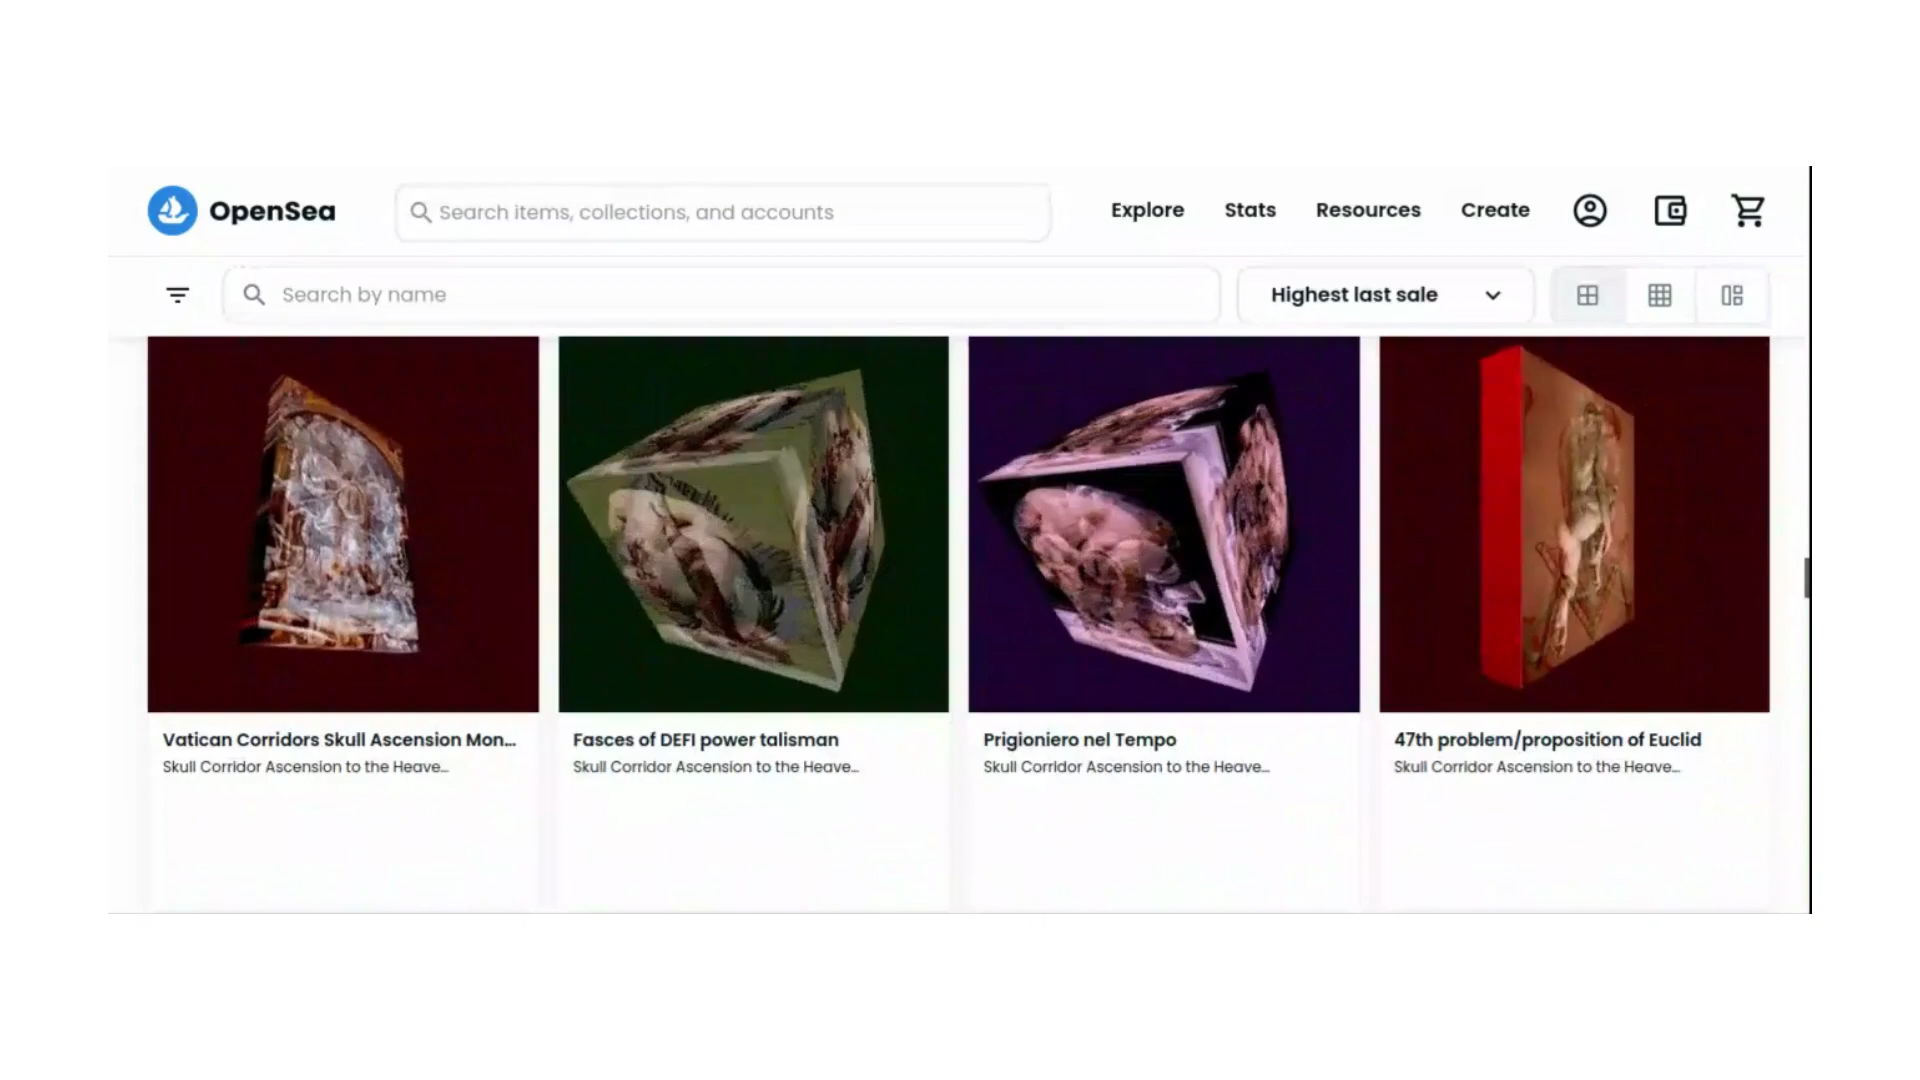 OpenSea
Search items, collections, and accounts
Explore
Stats
Resources
Create
Search by name
Highest last sale
Vatican Corridors Skull Ascension Mon...
Skull Corridor Ascension to the Heave...
Fasces of DEFI power talisman
Skull Corridor Ascension to the Heave...
Prigioniero nel Tempo
Skull Corridor Ascension to the Heave...
47th problem/proposition of Euclid
Skull Corridor Ascension to the Heave...